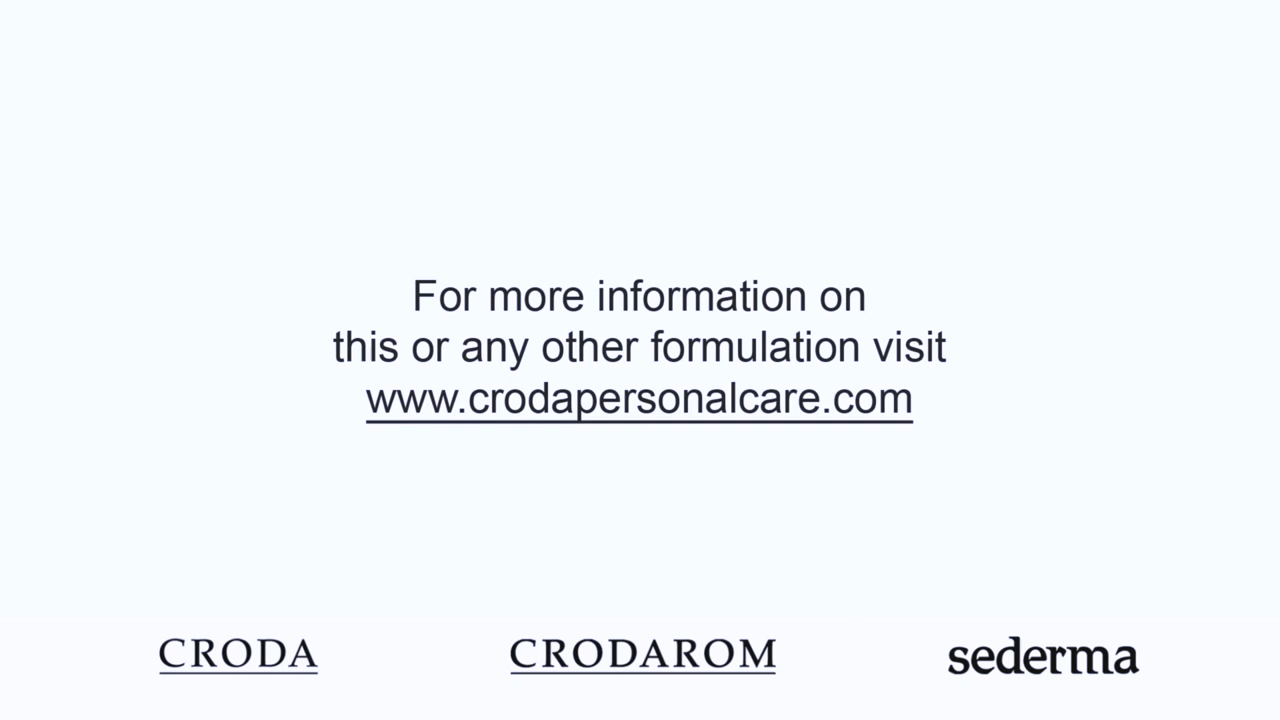 For more information on
this or any other formulation visit
www.crodapersonalcare.com
CRODA
CRODAROM
sederma